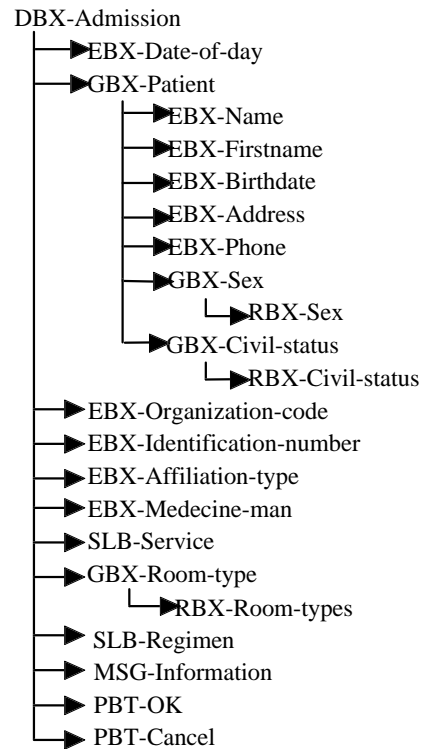 DBX-Admission
EBX-Date-of-day
GBX-Patient
EBX-Name
EBX-Firstname
EBX-Birthdate
EBX-Address
EBX-Phone
GBX-Sex
RBX-Sex
GBX-Civil-status
RBX-Civil-status
EBX-Organization-code
EBX-Identification-number
EBX-Affiliation-type
EBX-Medecine-man
SLB-Service
GBX-Room-type
RBX-Room-types
SLB-Regimen
MSG-Information
PBT-OK
PBT-Cancel